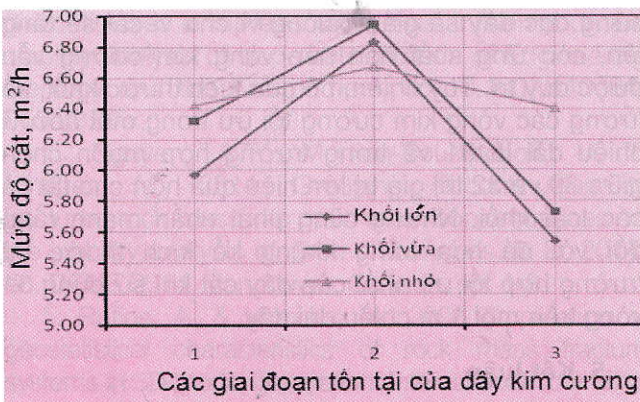 Mức độ cắt, m²/h
7.00
6.80
6.60
6.40
6.20
6.00
5.80
5.60
5.40
5.20
5.00
Khối lớn
Khối vừa
Khối nhỏ
1 2 3
Các giai đoạn tồn tại của dây kim cương